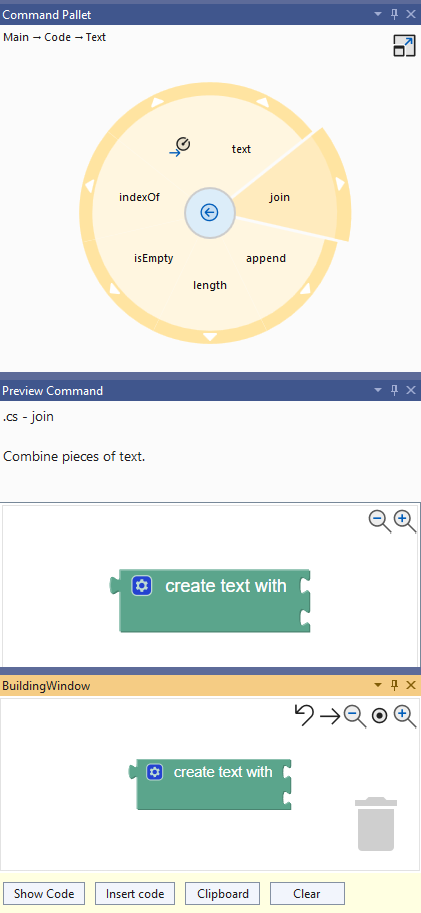 Command Pallet
Main → Code → Text
text
indexOf
join
isEmpty
append
length
Preview Command
.cs - join
Combine pieces of text.
create text with
BuildingWindow
create text with
Show Code
Insert code
Clipboard
Clear